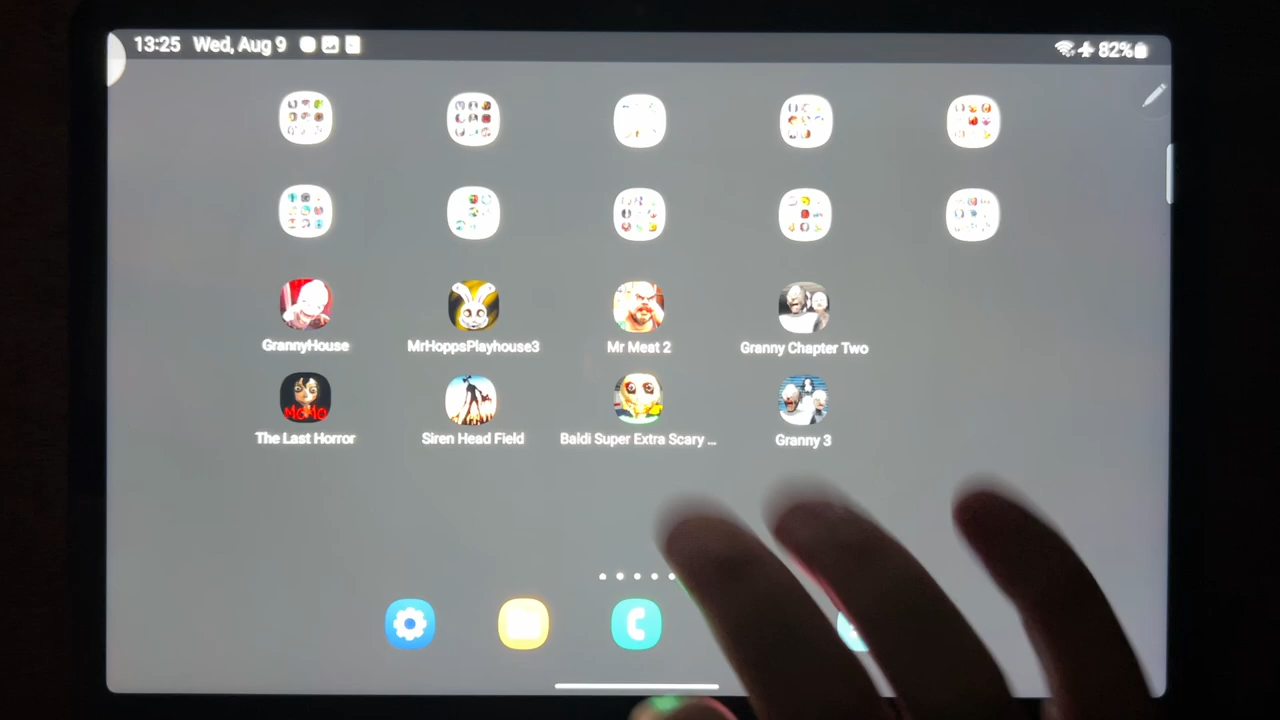 13:25 Wed, Aug 9
82%
GrannyHouse
MrHoppsPlayhouse3
Mr Meat 2
Granny Chapter Two
MOMO
The Last Horror
Siren Head Field
Baldi Super Extra Scary ...
Granny 3